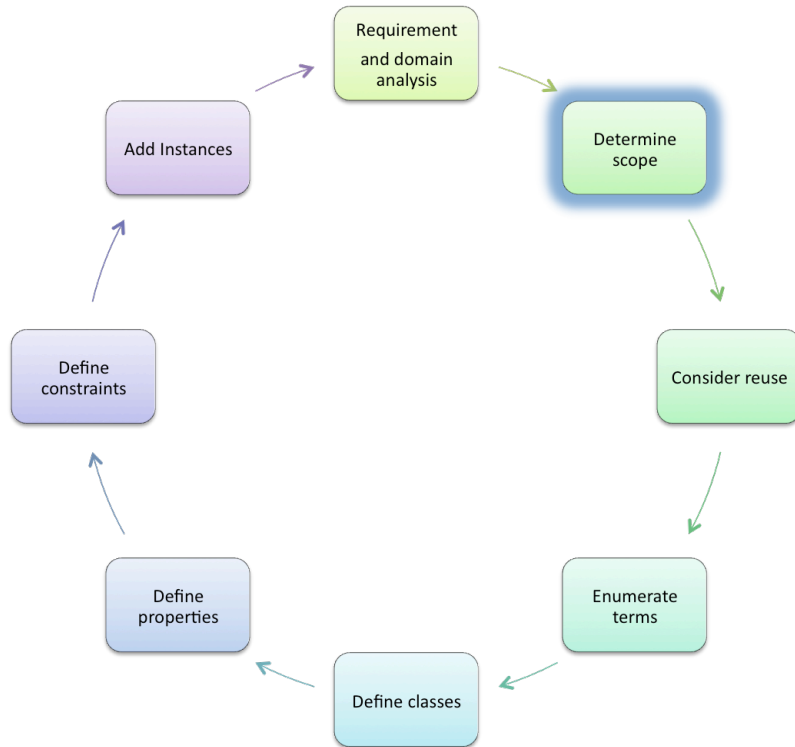 Requirement
and domain
analysis
Determine
scope
Consider reuse
Enumerate
terms
Define classes
Define
properties
Define
constraints
Add Instances